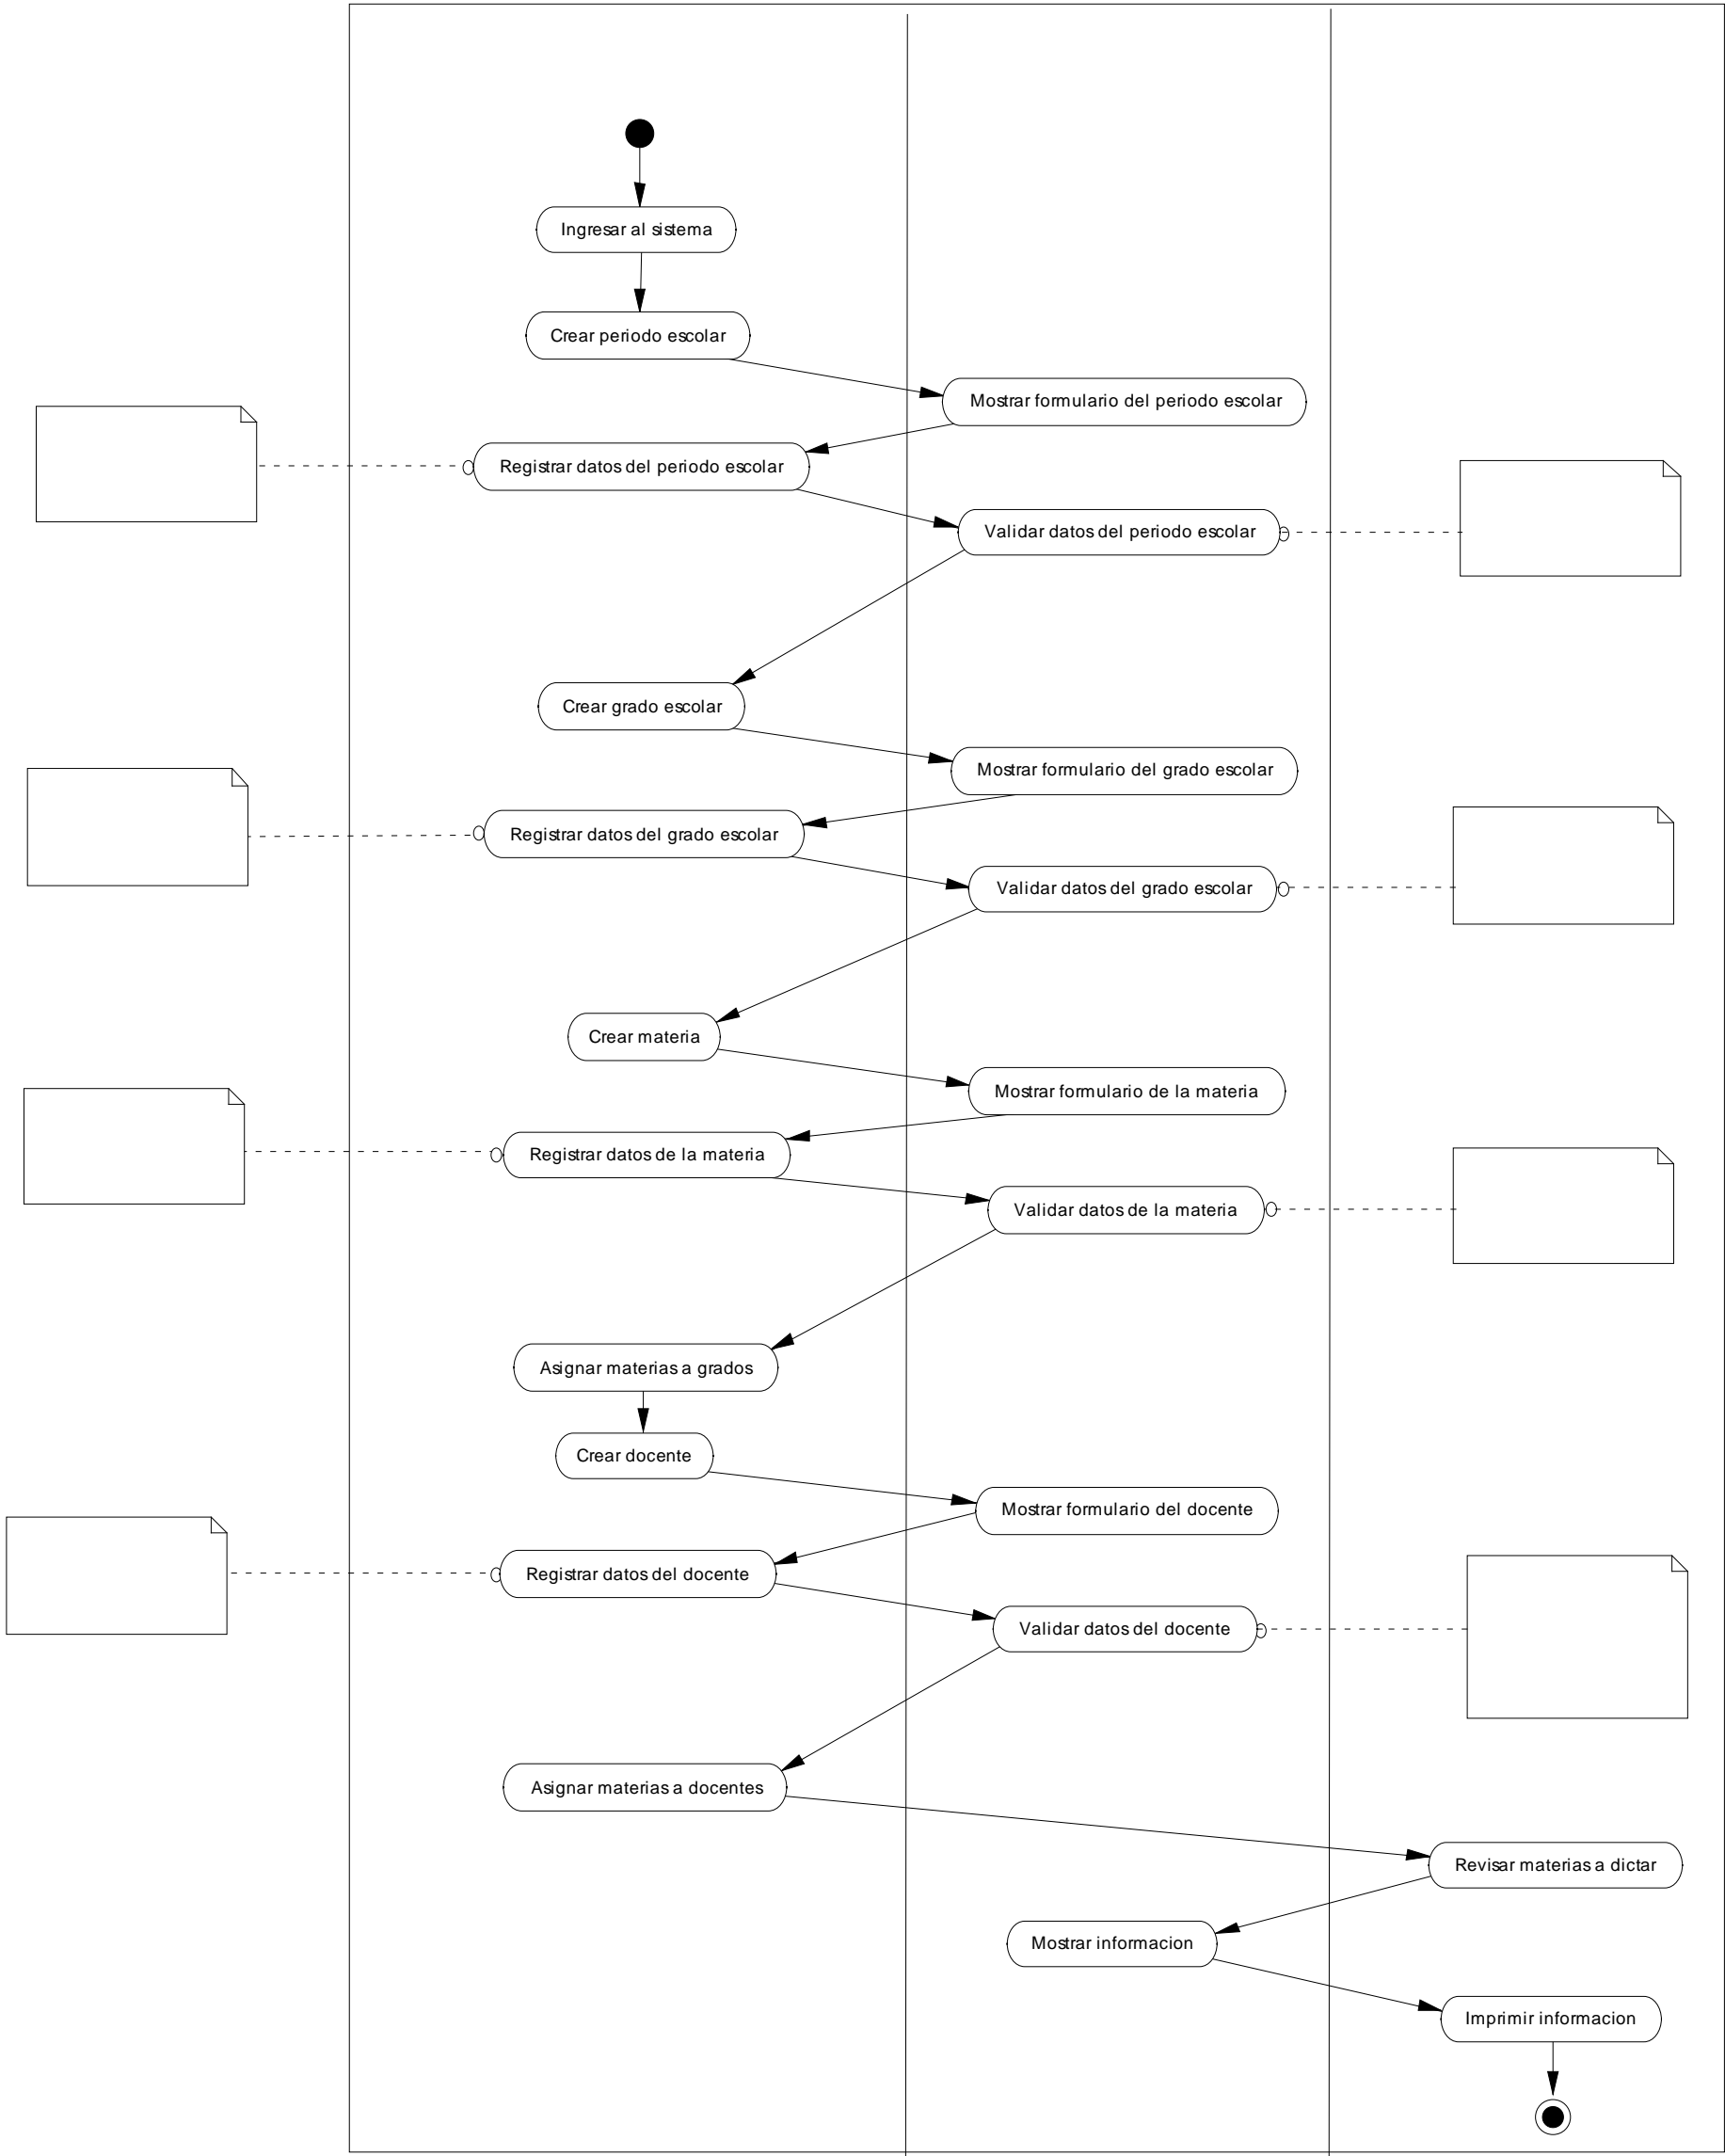 Ingresar al sistema
Crear periodo escolar
Mostrar formulario del periodo escolar
Registrar datos del periodo escolar
Validar datos del periodo escolar
Crear grado escolar
Mostrar formulario del grado escolar
Registrar datos del grado escolar
Validar datos del grado escolar
Crear materia
Mostrar formulario de la materia
Registrar datos de la materia
Validar datos de la materia
Asignar materias a grados
Crear docente
Mostrar formulario del docente
Registrar datos del docente
Validar datos del docente
Asignar materias a docentes
Revisar materias a dictar
Mostrar informacion
Imprimir informacion